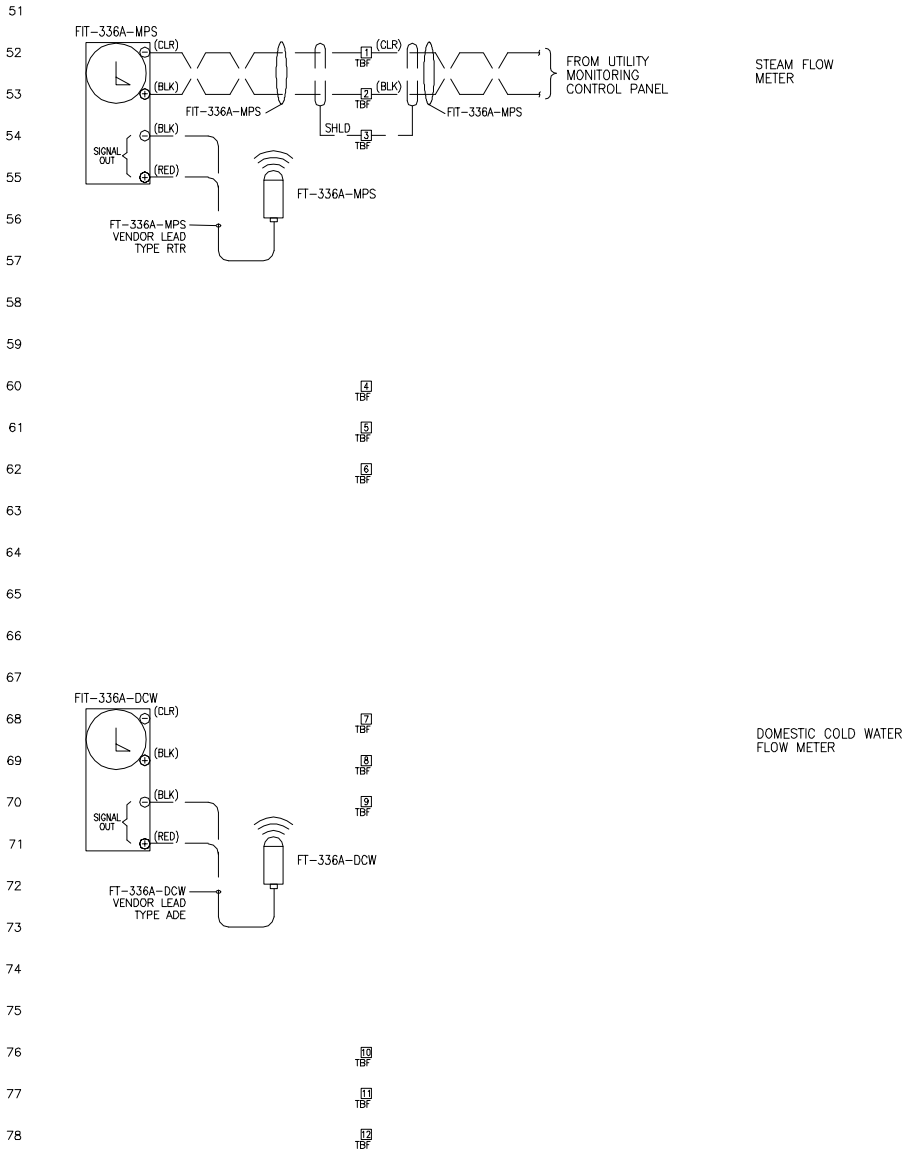 51
FIT-336A-MPS
52 (CLR) 1 (CLR)
TBF
FROM UTILITY
MONITORING
CONTROL PANEL
STEAM FLOW
METER
53 (BLK) 2 (BLK)
TBF
FIT-336A-MPS FIT-336A-MPS
54 (BLK) SHLD 3
TBF
SIGNAL
OUT
55 (RED)
FT-336A-MPS
56
FT-336A-MPS
VENDOR LEAD
TYPE RTR
57
58
59
60 4
TBF
61 5
TBF
62 6
TBF
63
64
65
66
67
FIT-336A-DCW
68 (CLR) 7
TBF
DOMESTIC COLD WATER
FLOW METER
69 (BLK) 8
TBF
70 (BLK) 9
TBF
SIGNAL
OUT
71 (RED)
FT-336A-DCW
72
FT-336A-DCW
VENDOR LEAD
TYPE ADE
73
74
75
76 10
TBF
77 11
TBF
78 12
TBF